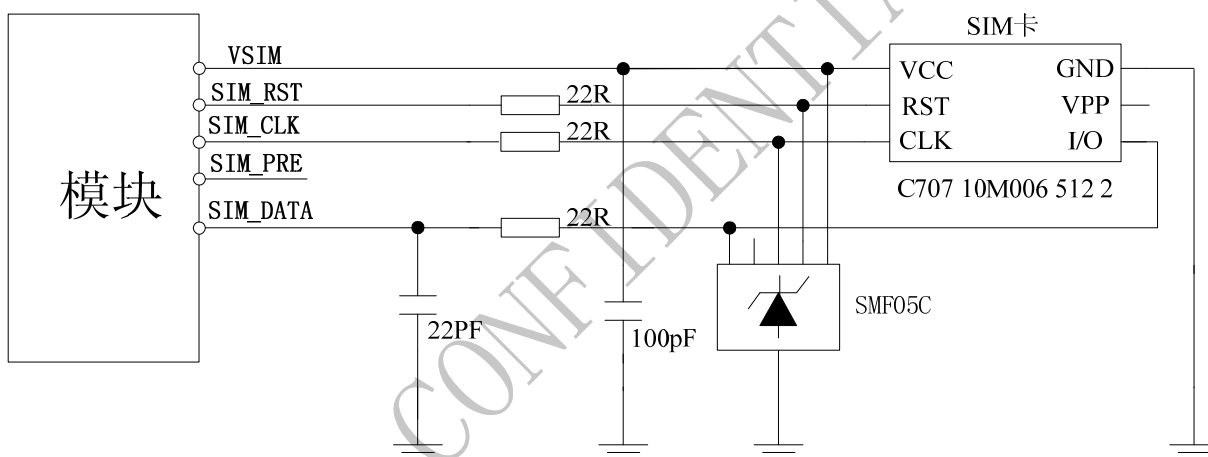 SIM卡
VSIM
VCC
GND
SIM_RST
22R
RST
VPP
SIM_CLK
22R
CLK
I/O
SIM_PRE
模块
C707 10M006 512 2
SIM_DATA
22R
SMF05C
22PF
100pF
CONFIDENTIA